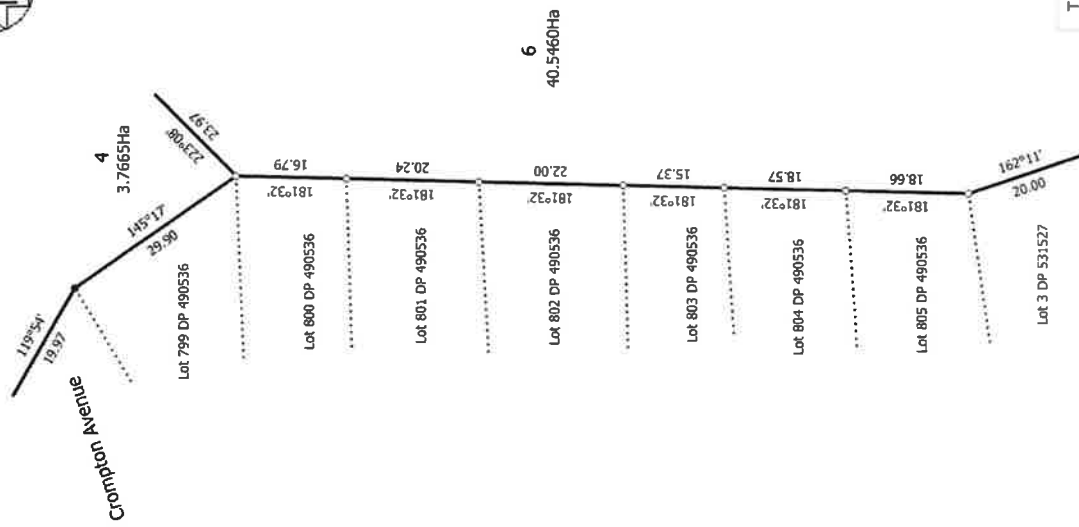 6
40.5460Ha
4
3.7665Ha
223°08'
23.97
145°17'
29.90
119°54'
19.97
Crompton Avenue
16.79
181°32'
20.24
181°32'
22.00
181°32'
15.37
181°32'
18.57
181°32'
18.66
181°32'
162°11'
20.00
Lot 799 DP 490536
Lot 800 DP 490536
Lot 801 DP 490536
Lot 802 DP 490536
Lot 803 DP 490536
Lot 804 DP 490536
Lot 805 DP 490536
Lot 3 DP 531527
T